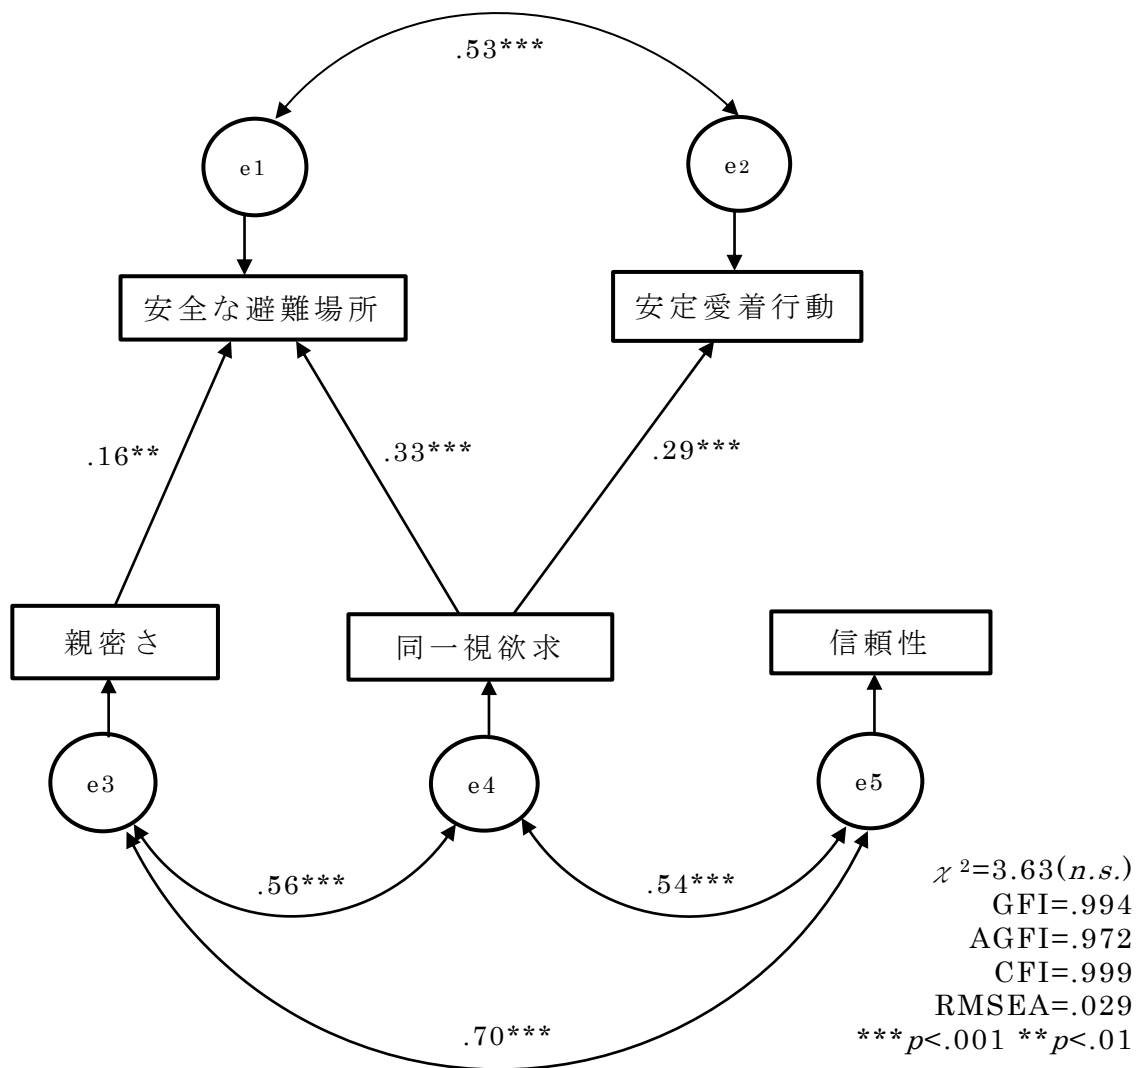 .53***
e1
e2
安全な避難場所
安定愛着行動
.16**
.33***
.29***
親密さ
同一視欲求
信頼性
e3
e4
e5
.56***
.54***
.70***
χ²=3.63(n.s.)
GFI=.994
AGFI=.972
CFI=.999
RMSEA=.029
***p<.001 **p<.01